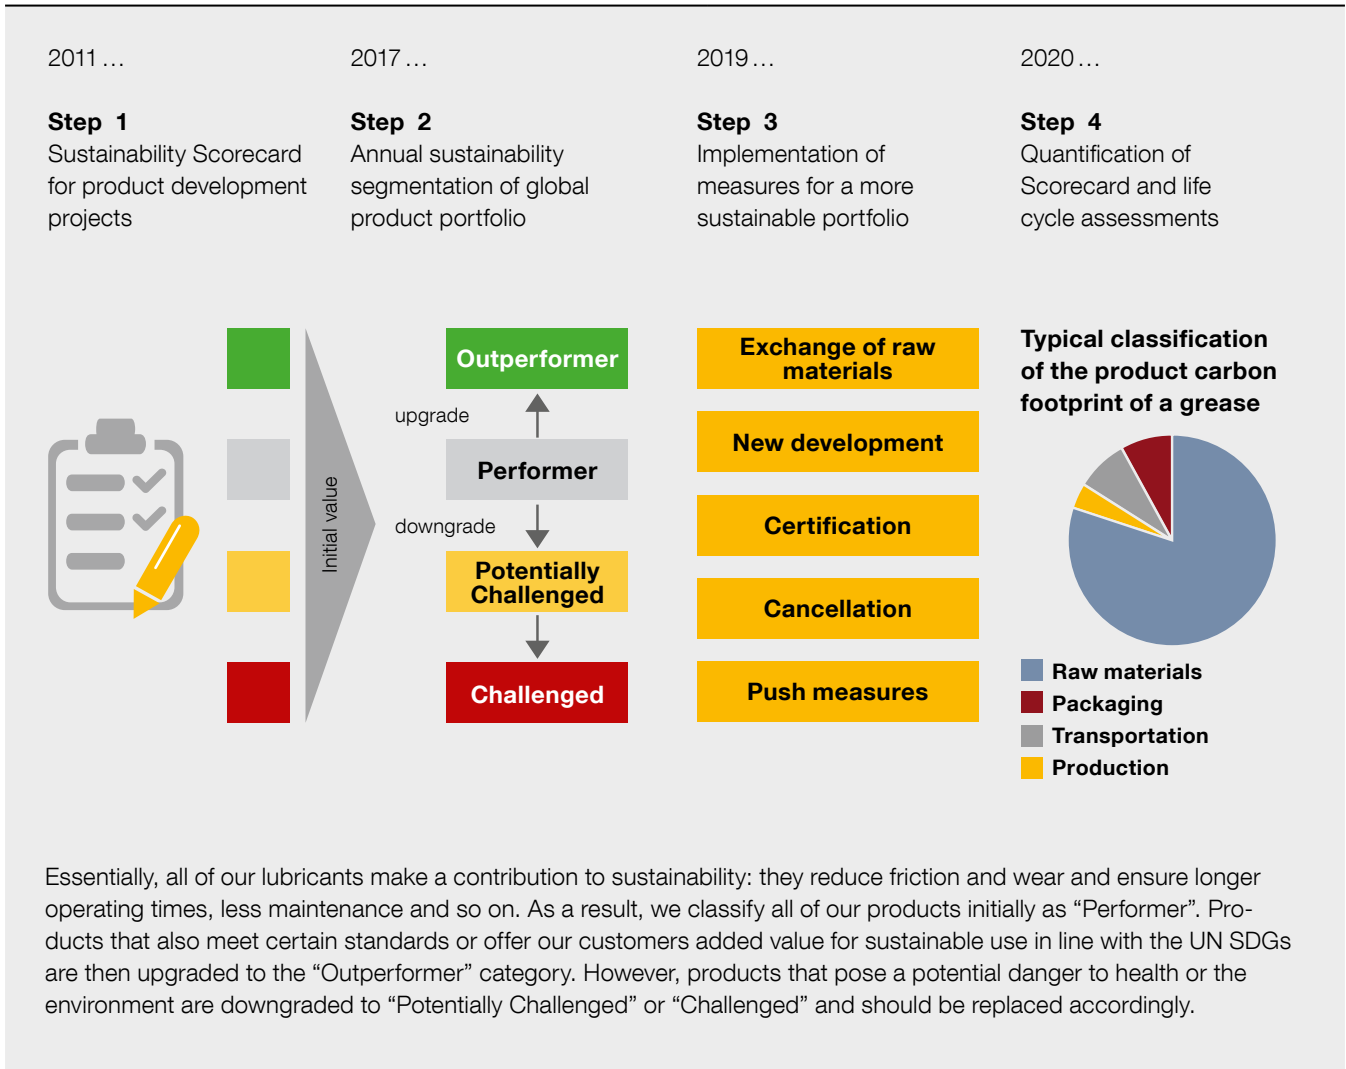 2011 …
Step 1
Sustainability Scorecard
for product development
projects
2017 …
Step 2
Annual sustainability
segmentation of global
product portfolio
2019 …
Step 3
Implementation of
measures for a more
sustainable portfolio
2020 …
Step 4
Quantification of
Scorecard and life
cycle assessments
Initial value
Outperformer
upgrade
Performer
downgrade
Potentially
Challenged
Challenged
Exchange of raw
materials
New development
Certification
Cancellation
Push measures
Typical classification
of the product carbon
footprint of a grease
Raw materials
Packaging
Transportation
Production
Essentially, all of our lubricants make a contribution to sustainability: they reduce friction and wear and ensure longer
operating times, less maintenance and so on. As a result, we classify all of our products initially as “Performer”. Pro-
ducts that also meet certain standards or offer our customers added value for sustainable use in line with the UN SDGs
are then upgraded to the “Outperformer” category. However, products that pose a potential danger to health or the
environment are downgraded to “Potentially Challenged” or “Challenged” and should be replaced accordingly.